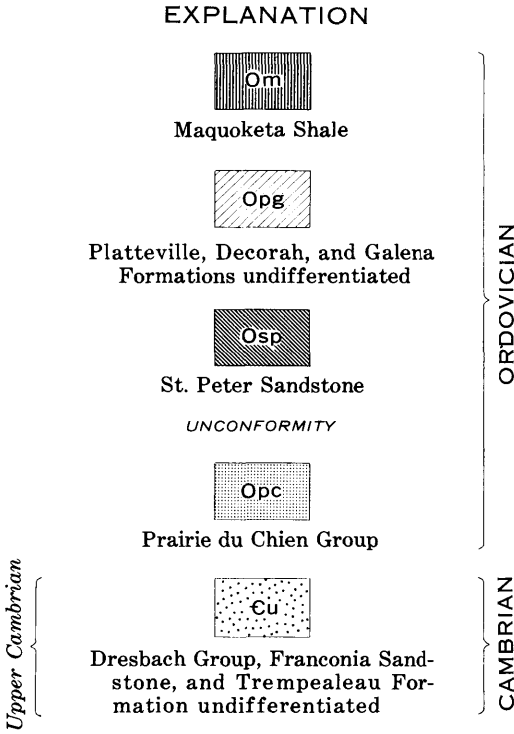 EXPLANATION
Om
Maquoketa Shale
Opg
Platteville, Decorah, and Galena
Formations undifferentiated
Osp
St. Peter Sandstone
UNCONFORMITY
Opc
Prairie du Chien Group
ORDOVICIAN
Upper Cambrian
Ꞓu
Dresbach Group, Franconia Sand-
stone, and Trempealeau For-
mation undifferentiated
CAMBRIAN